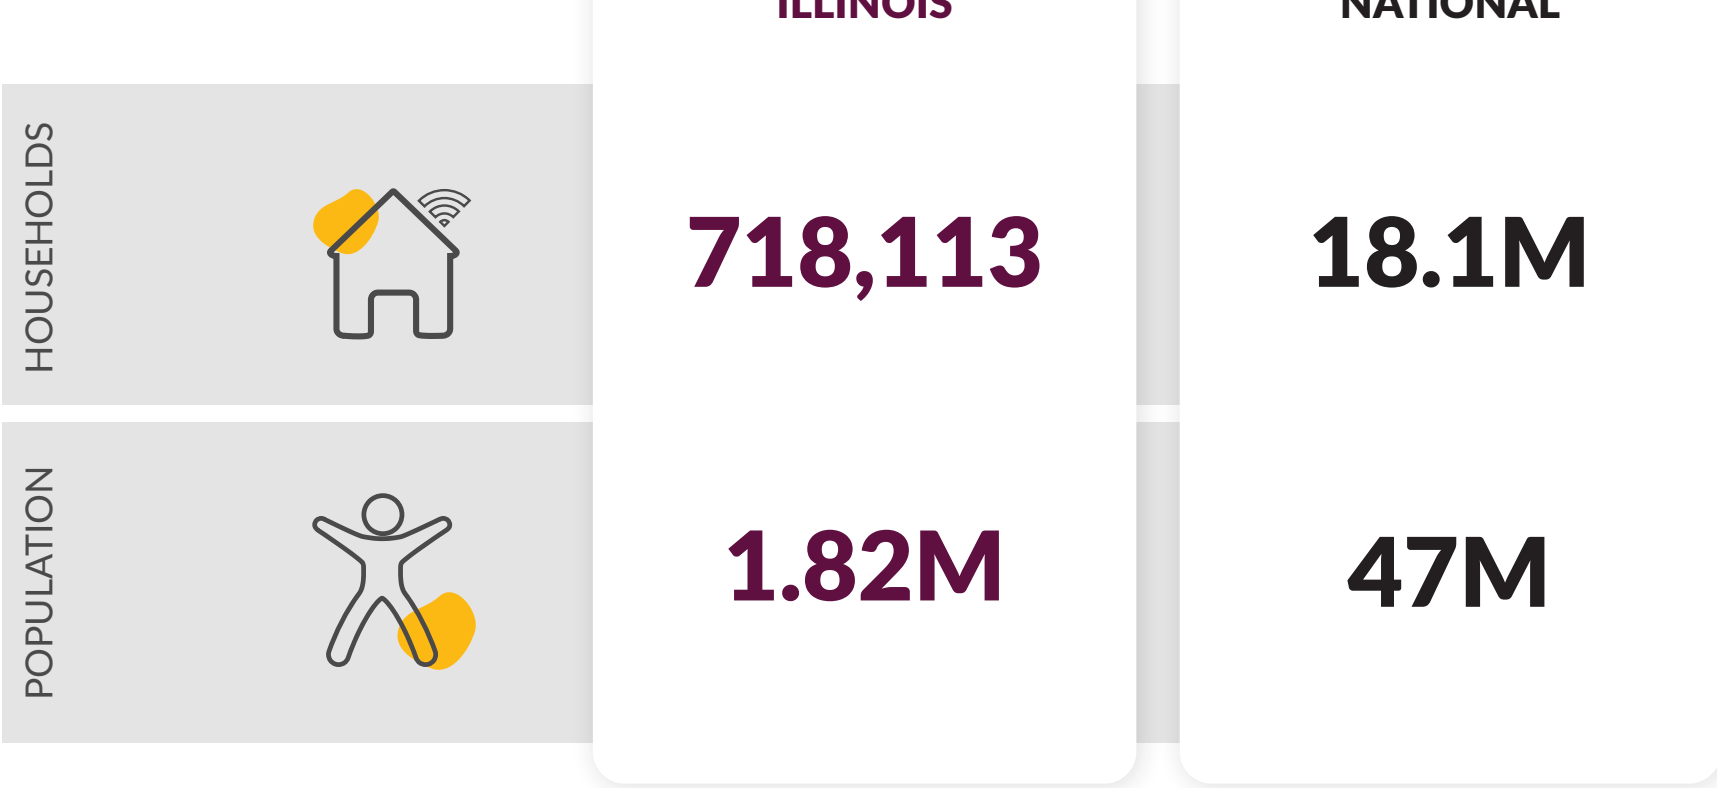 ILLINOIS
NATIONAL
HOUSEHOLDS
718,113
18.1M
POPULATION
1.82M
47M